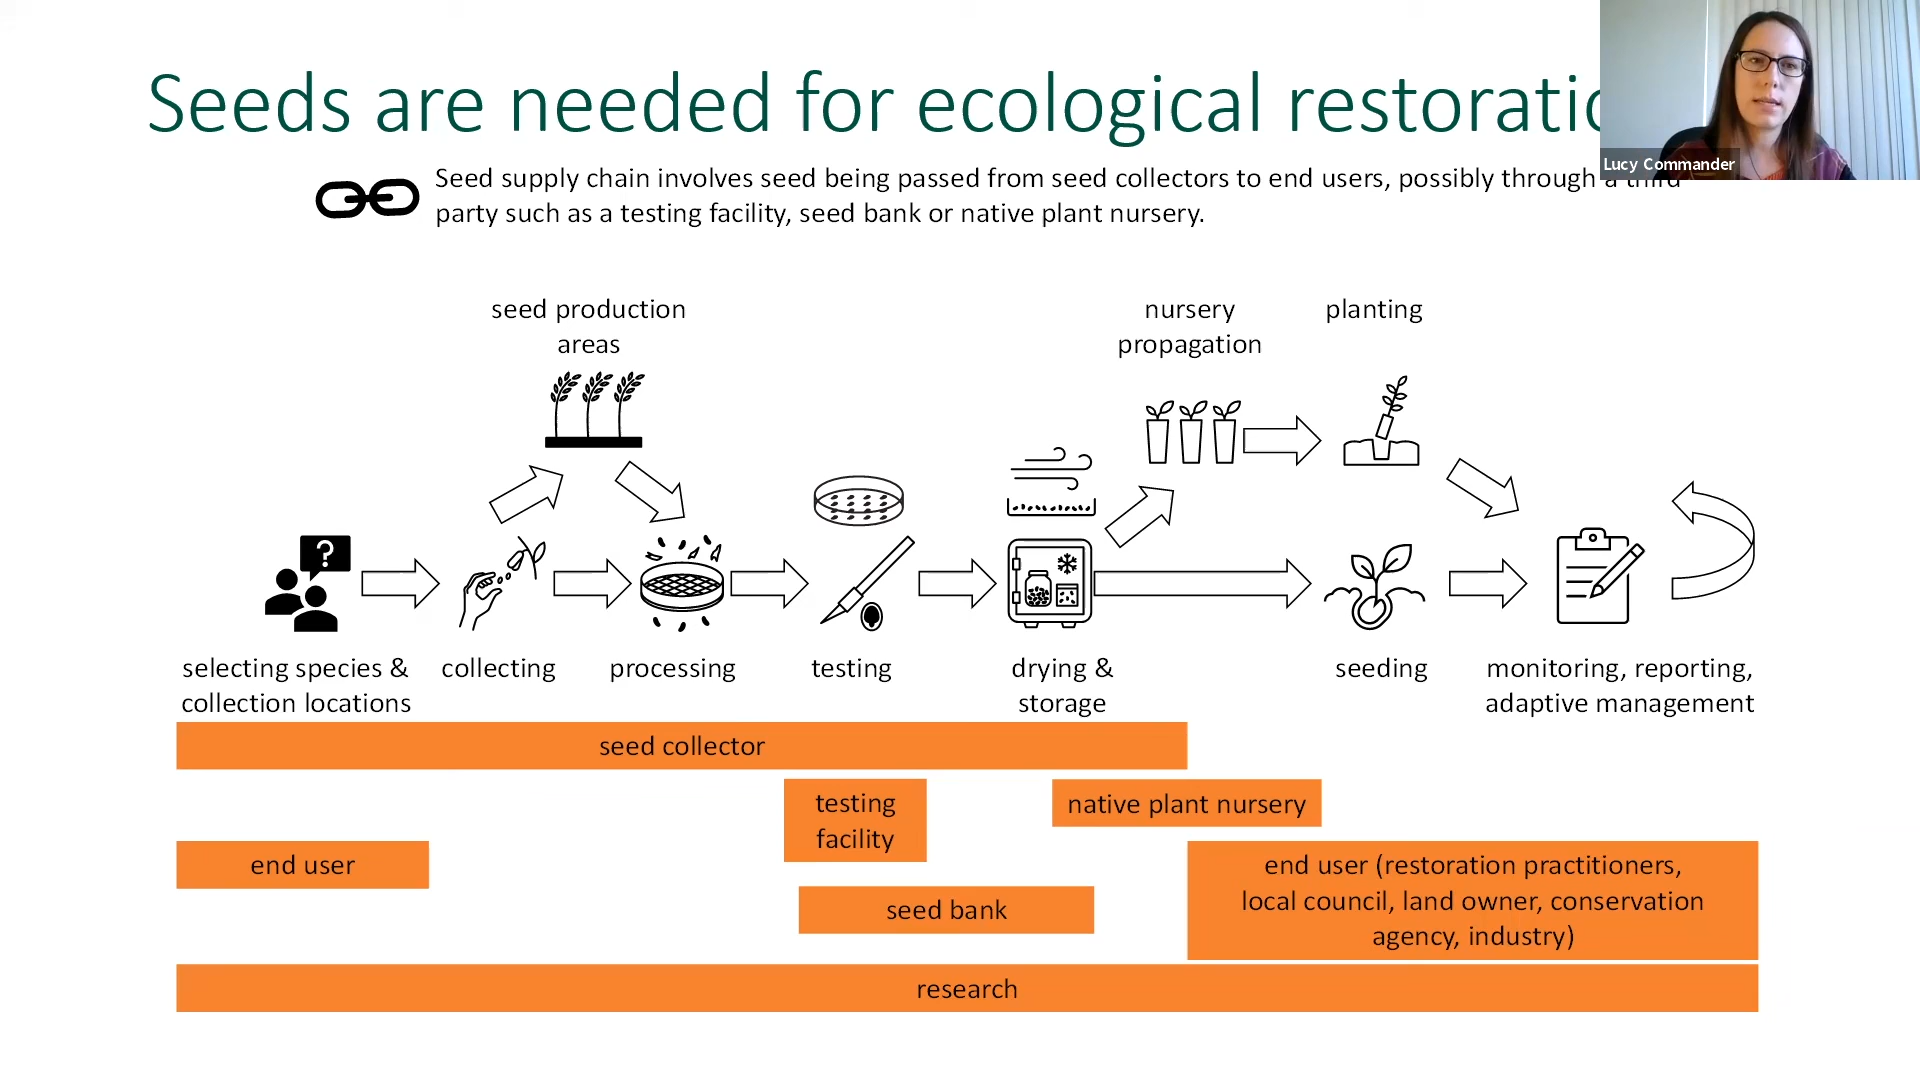 Seeds are needed for ecological restoratio
Lucy Commander
Seed supply chain involves seed being passed from seed collectors to end users, possibly through a third
party such as a testing facility, seed bank or native plant nursery.
seed production
areas
nursery
propagation
planting
?
selecting species &
collection locations
collecting
processing
testing
drying &
storage
seeding
monitoring, reporting,
adaptive management
seed collector
testing
facility
native plant nursery
end user
end user (restoration practitioners,
local council, land owner, conservation
agency, industry)
seed bank
research